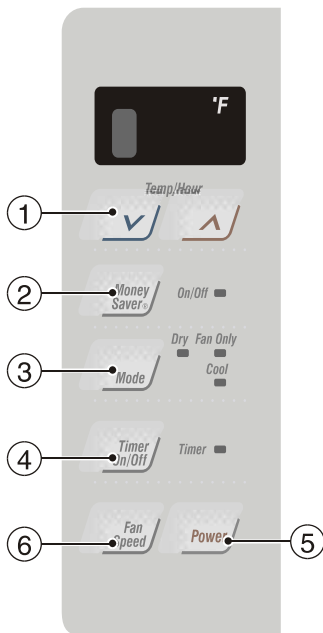 °F
Temp/Hour
1
2
Money
Saver®
On/Off
Dry Fan Only
3
Mode
Cool
4
Timer
On/Off
Timer
6
Fan
Speed
Power
5